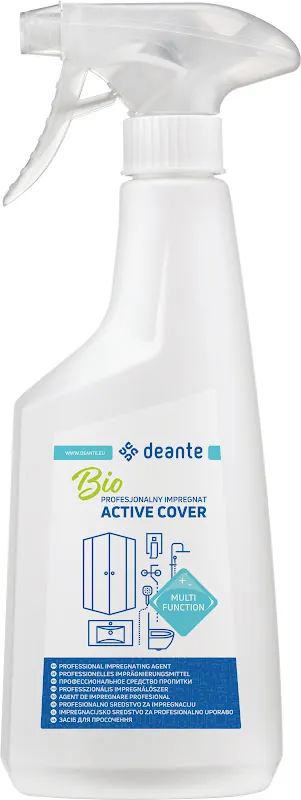 WWW.DEANTE.EU
deante
Bio
PROFESJONALNY IMPREGNAT
ACTIVE COVER
MULTI
FUNCTION
PROFESSIONAL IMPREGNATING AGENT
PROFESSIONELLES IMPRÄGNIERUNGSMITTEL
ПРОФЕССИОНАЛЬНОЕ СРЕДСТВО ПРОПИТКИ
PROFESSZIONÁLIS IMPREGNÁLÓSZER
AGENT DE IMPREGNARE PROFESIONAL
PROFESIONALNO SREDSTVO ZA IMPREGNACIJU
IMPREGNACIJSKO SREDSTVO ZA PROFESIONALNO UPORABO
ЗАСІБ ДЛЯ ПРОСОЧЕННЯ